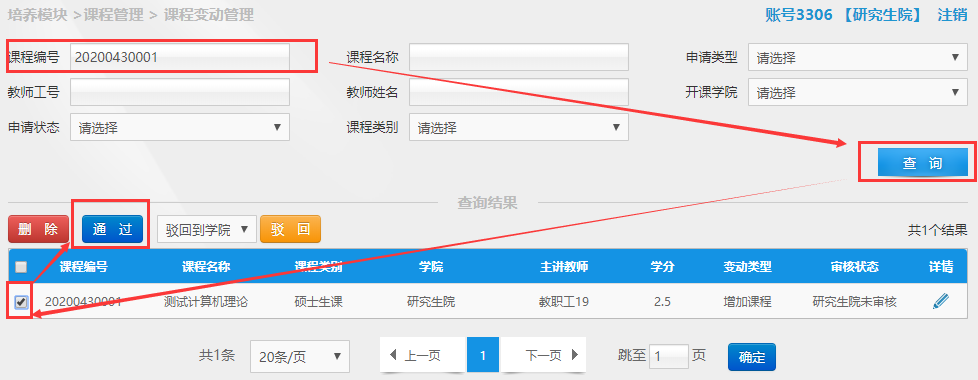 培养模块 >课程管理 > 课程变动管理 账号3306 【研究生院】 注销
课程编号 20200430001 课程名称 申请类型 请选择
教师工号 教师姓名 开课学院 请选择
申请状态 请选择 课程类别 请选择
查 询
查询结果
删 除 通 过 驳回到学院 驳 回 共1个结果
课程编号 课程名称 课程类别 学院 主讲教师 学分 变动类型 审核状态 详情
20200430001 测试计算机理论 硕士生课 研究生院 教职工19 2.5 增加课程 研究生院未审核
共1条 20条/页 上一页 1 下一页 跳至 1 页 确定